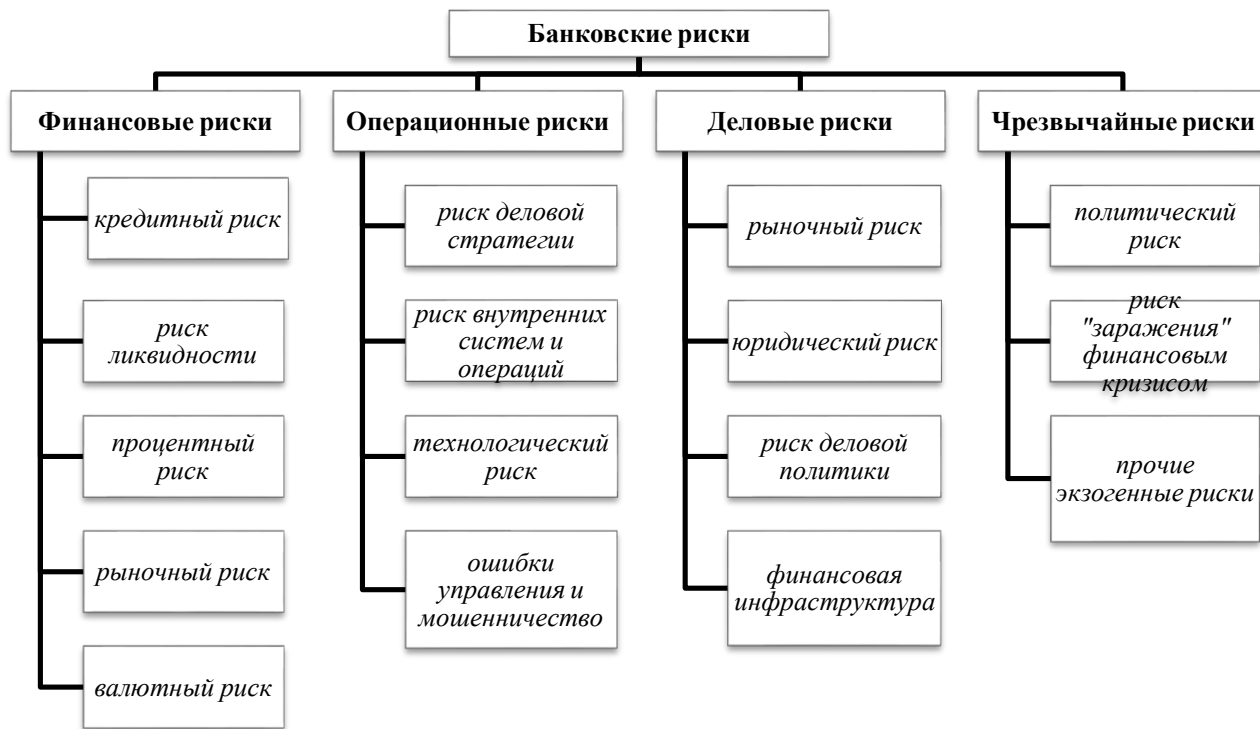 Банковские риски
Финансовые риски
кредитный риск
риск
ликвидности
процентный
риск
рыночный риск
валютный риск
Операционные риски
риск деловой
стратегии
риск внутренних
систем и
операций
технологический
риск
ошибки
управления и
мошенничество
Деловые риски
рыночный риск
юридический риск
риск деловой
политики
финансовая
инфраструктура
Чрезвычайные риски
политический
риск
риск
"заражения"
финансовым
кризисом
прочие
экзогенные риски